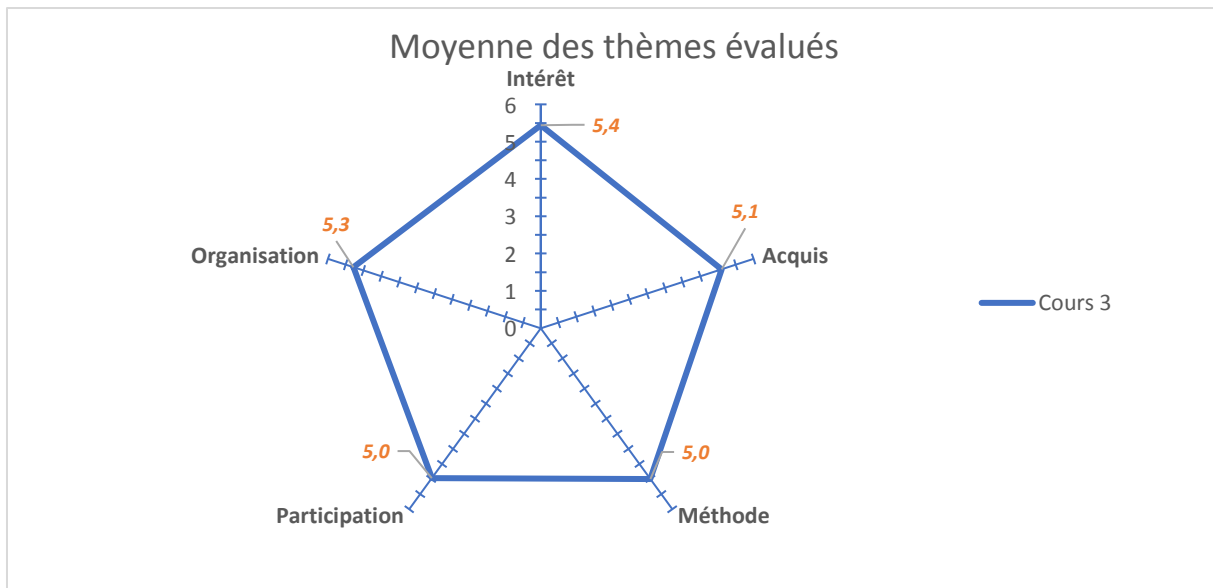 Moyenne des thèmes évalués
Intérêt
6
5
4
3
2
1
0
5,4
5,1
Acquis
5,0
Méthode
5,0
Participation
5,3
Organisation
Cours 3